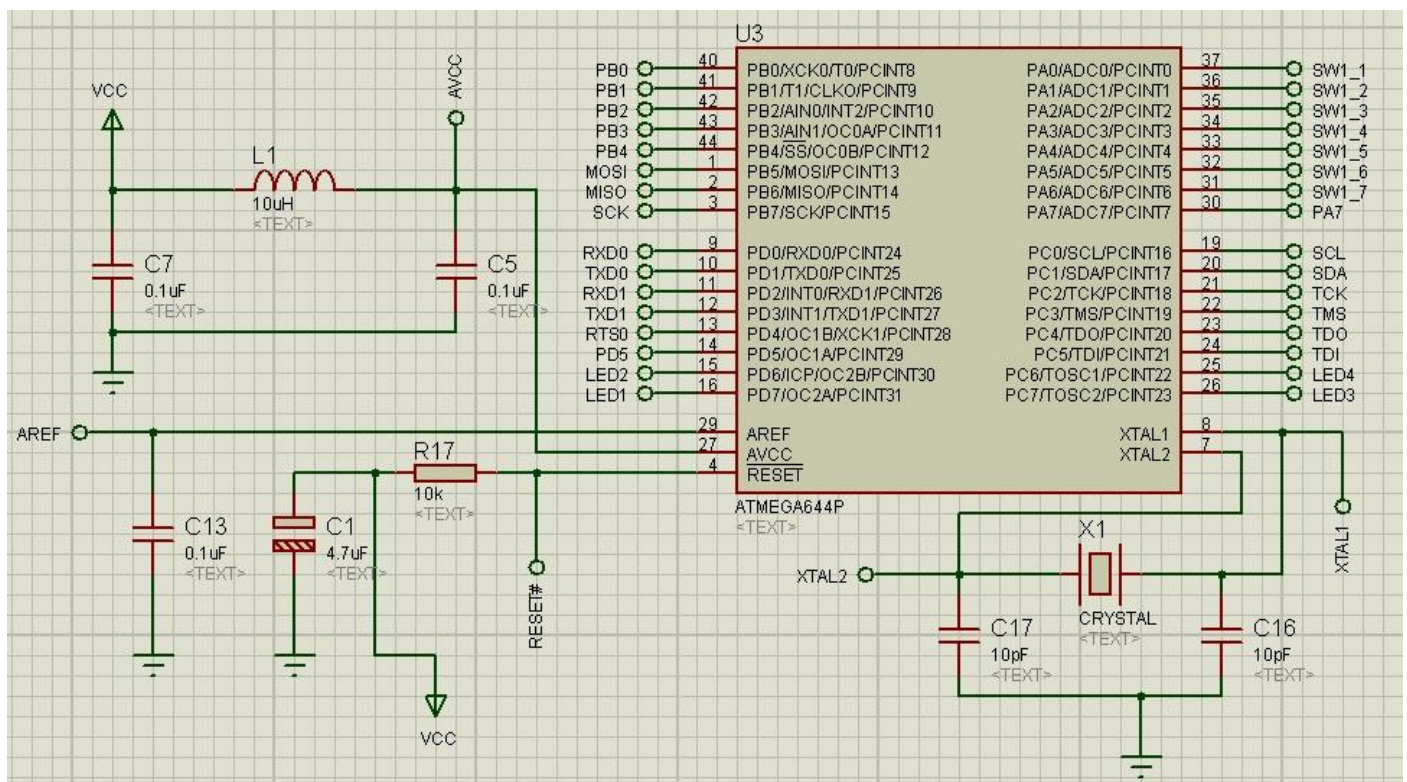 U3
VCC
AVCC
L1
10uH
<TEXT>
C7
0.1uF
<TEXT>
C5
0.1uF
<TEXT>
PB0 40 PB0/XCK0/T0/PCINT8
PB1 41 PB1/T1/CLKO/PCINT9
PB2 42 PB2/AIN0/INT2/PCINT10
PB3 43 PB3/AIN1/OC0A/PCINT11
PB4 44 PB4/SS/OC0B/PCINT12
MOSI 1 PB5/MOSI/PCINT13
MISO 2 PB6/MISO/PCINT14
SCK 3 PB7/SCK/PCINT15
RXD0 9 PD0/RXD0/PCINT24
TXD0 10 PD1/TXD0/PCINT25
RXD1 11 PD2/INT0/RXD1/PCINT26
TXD1 12 PD3/INT1/TXD1/PCINT27
RTS0 13 PD4/OC1B/XCK1/PCINT28
PD5 14 PD5/OC1A/PCINT29
LED2 15 PD6/ICP/OC2B/PCINT30
LED1 16 PD7/OC2A/PCINT31
AREF 29 AREF
27 AVCC
4 RESET
PA0/ADC0/PCINT0 37 SW1_1
PA1/ADC1/PCINT1 36 SW1_2
PA2/ADC2/PCINT2 35 SW1_3
PA3/ADC3/PCINT3 34 SW1_4
PA4/ADC4/PCINT4 33 SW1_5
PA5/ADC5/PCINT5 32 SW1_6
PA6/ADC6/PCINT6 31 SW1_7
PA7/ADC7/PCINT7 30 PA7
PC0/SCL/PCINT16 19 SCL
PC1/SDA/PCINT17 20 SDA
PC2/TCK/PCINT18 21 TCK
PC3/TMS/PCINT19 22 TMS
PC4/TDO/PCINT20 23 TDO
PC5/TDI/PCINT21 24 TDI
PC6/TOSC1/PCINT22 25 LED4
PC7/TOSC2/PCINT23 26 LED3
XTAL1 8
XTAL2 7
ATMEGA644P
<TEXT>
R17
10k
<TEXT>
C13
0.1uF
<TEXT>
C1
4.7uF
<TEXT>
RESET#
VCC
XTAL2
X1
CRYSTAL
<TEXT>
XTAL1
C17
10pF
<TEXT>
C16
10pF
<TEXT>